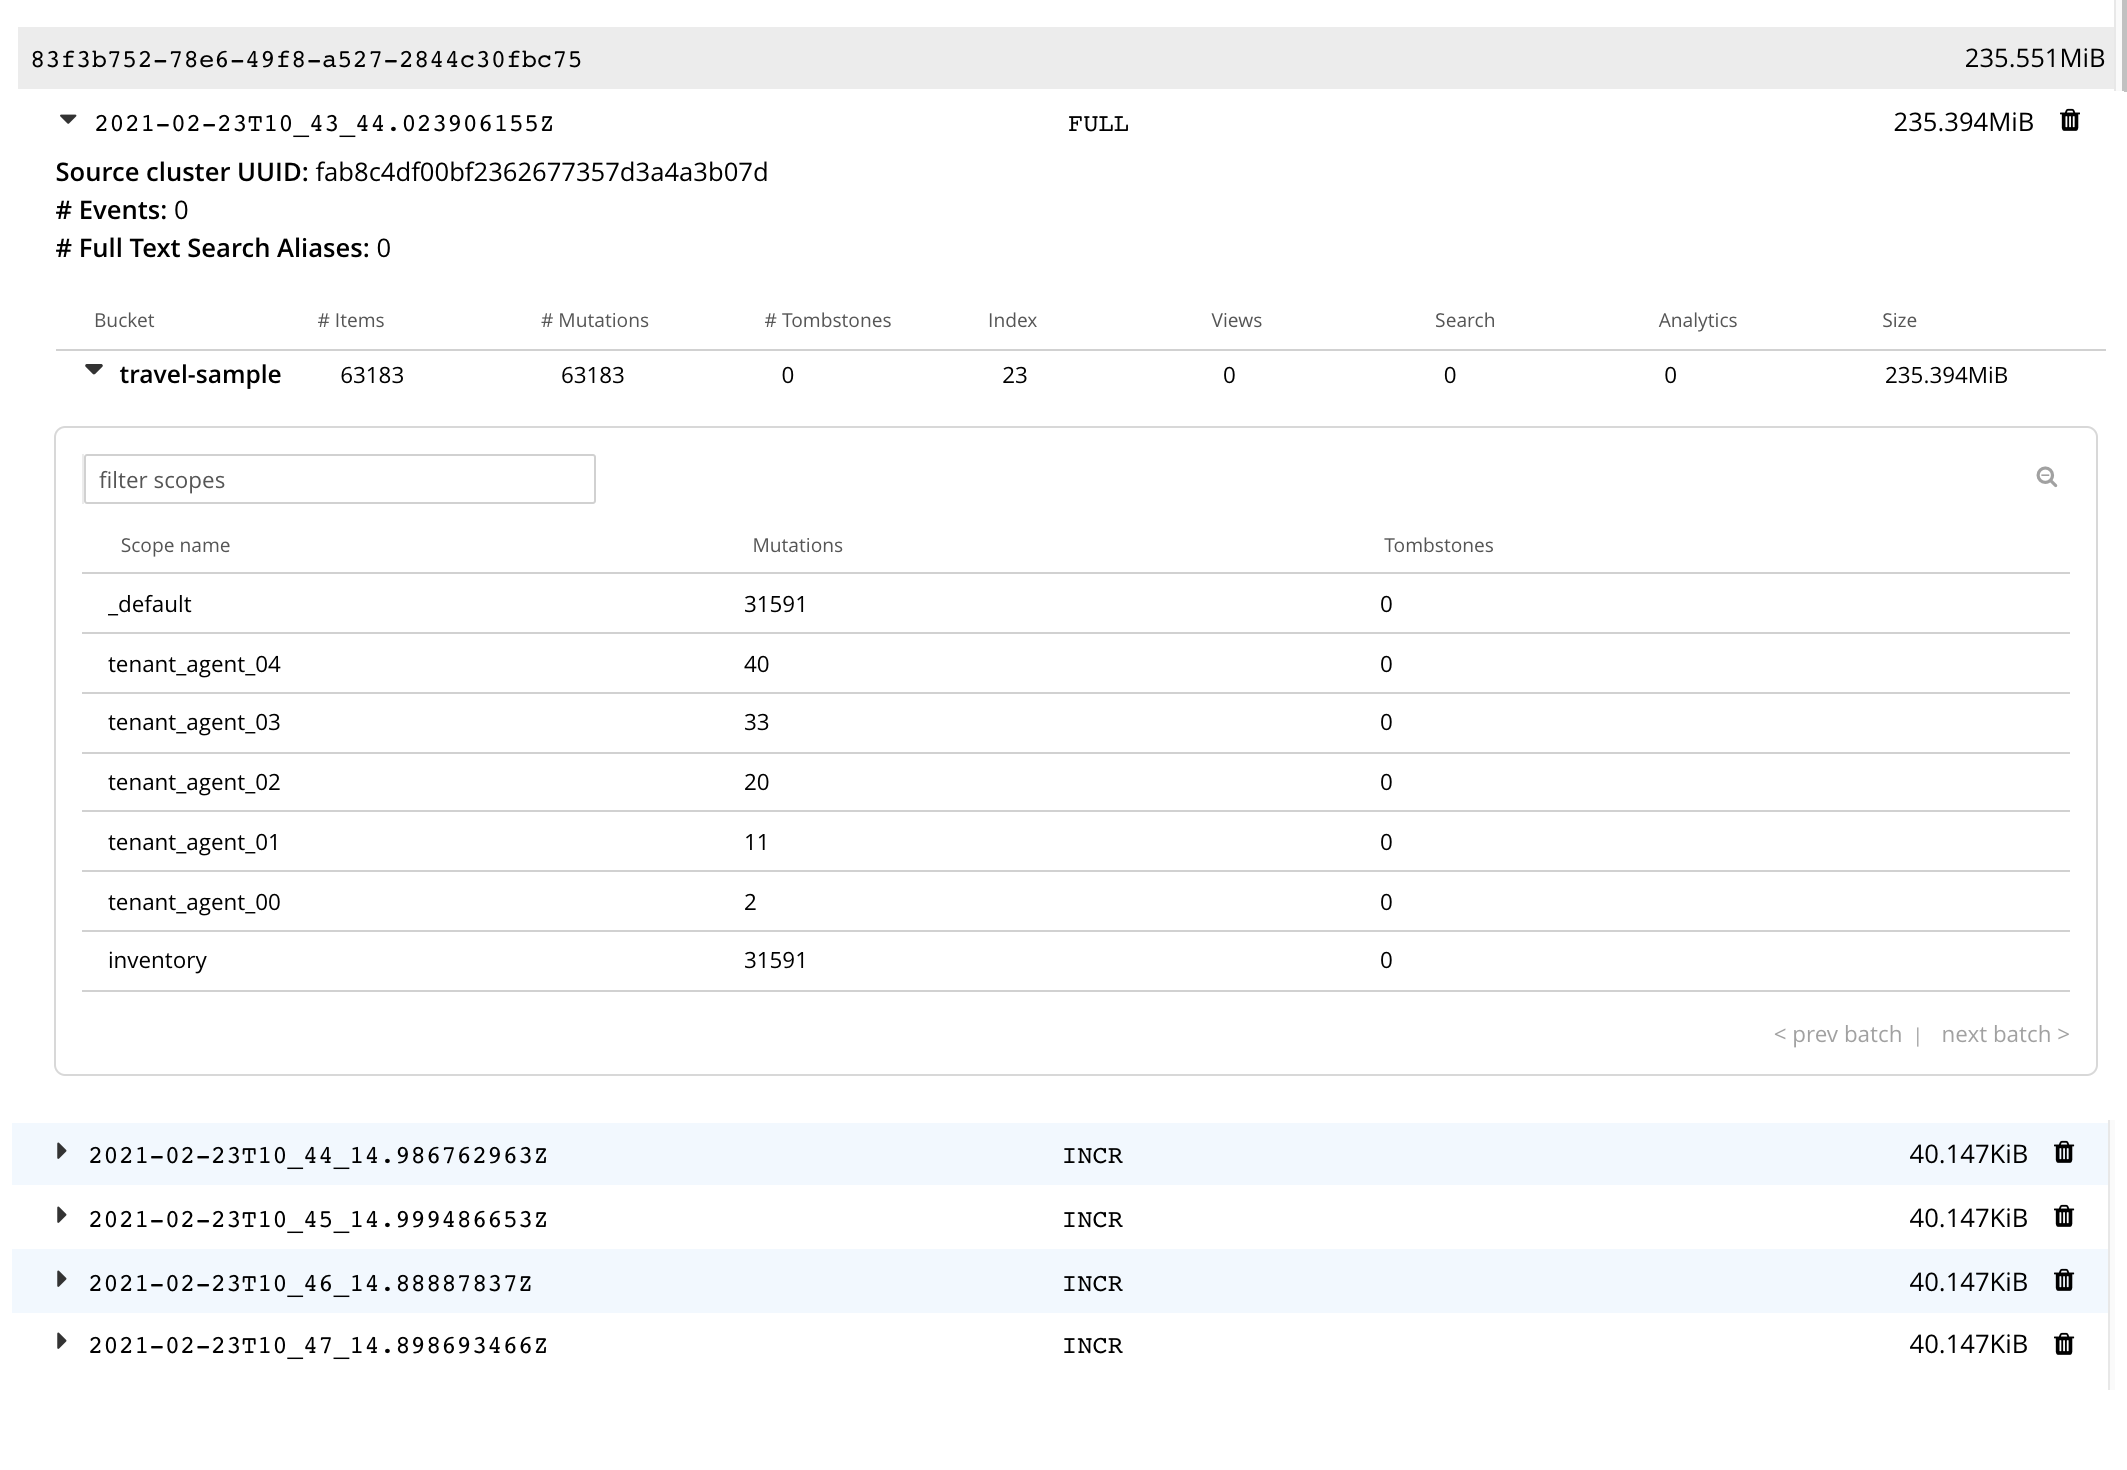 83f3b752-78e6-49f8-a527-2844c30fbc75 235.551MiB
2021-02-23T10_43_44.023906155Z FULL 235.394MiB
Source cluster UUID: fab8c4df00bf2362677357d3a4a3b07d
# Events: 0
# Full Text Search Aliases: 0
Bucket # Items # Mutations # Tombstones Index Views Search Analytics Size
travel-sample 63183 63183 0 23 0 0 0 235.394MiB
filter scopes
Scope name Mutations Tombstones
_default 31591 0
tenant_agent_04 40 0
tenant_agent_03 33 0
tenant_agent_02 20 0
tenant_agent_01 11 0
tenant_agent_00 2 0
inventory 31591 0
< prev batch | next batch >
2021-02-23T10_44_14.986762963Z INCR 40.147KiB
2021-02-23T10_45_14.999486653Z INCR 40.147KiB
2021-02-23T10_46_14.88887837Z INCR 40.147KiB
2021-02-23T10_47_14.898693466Z INCR 40.147KiB